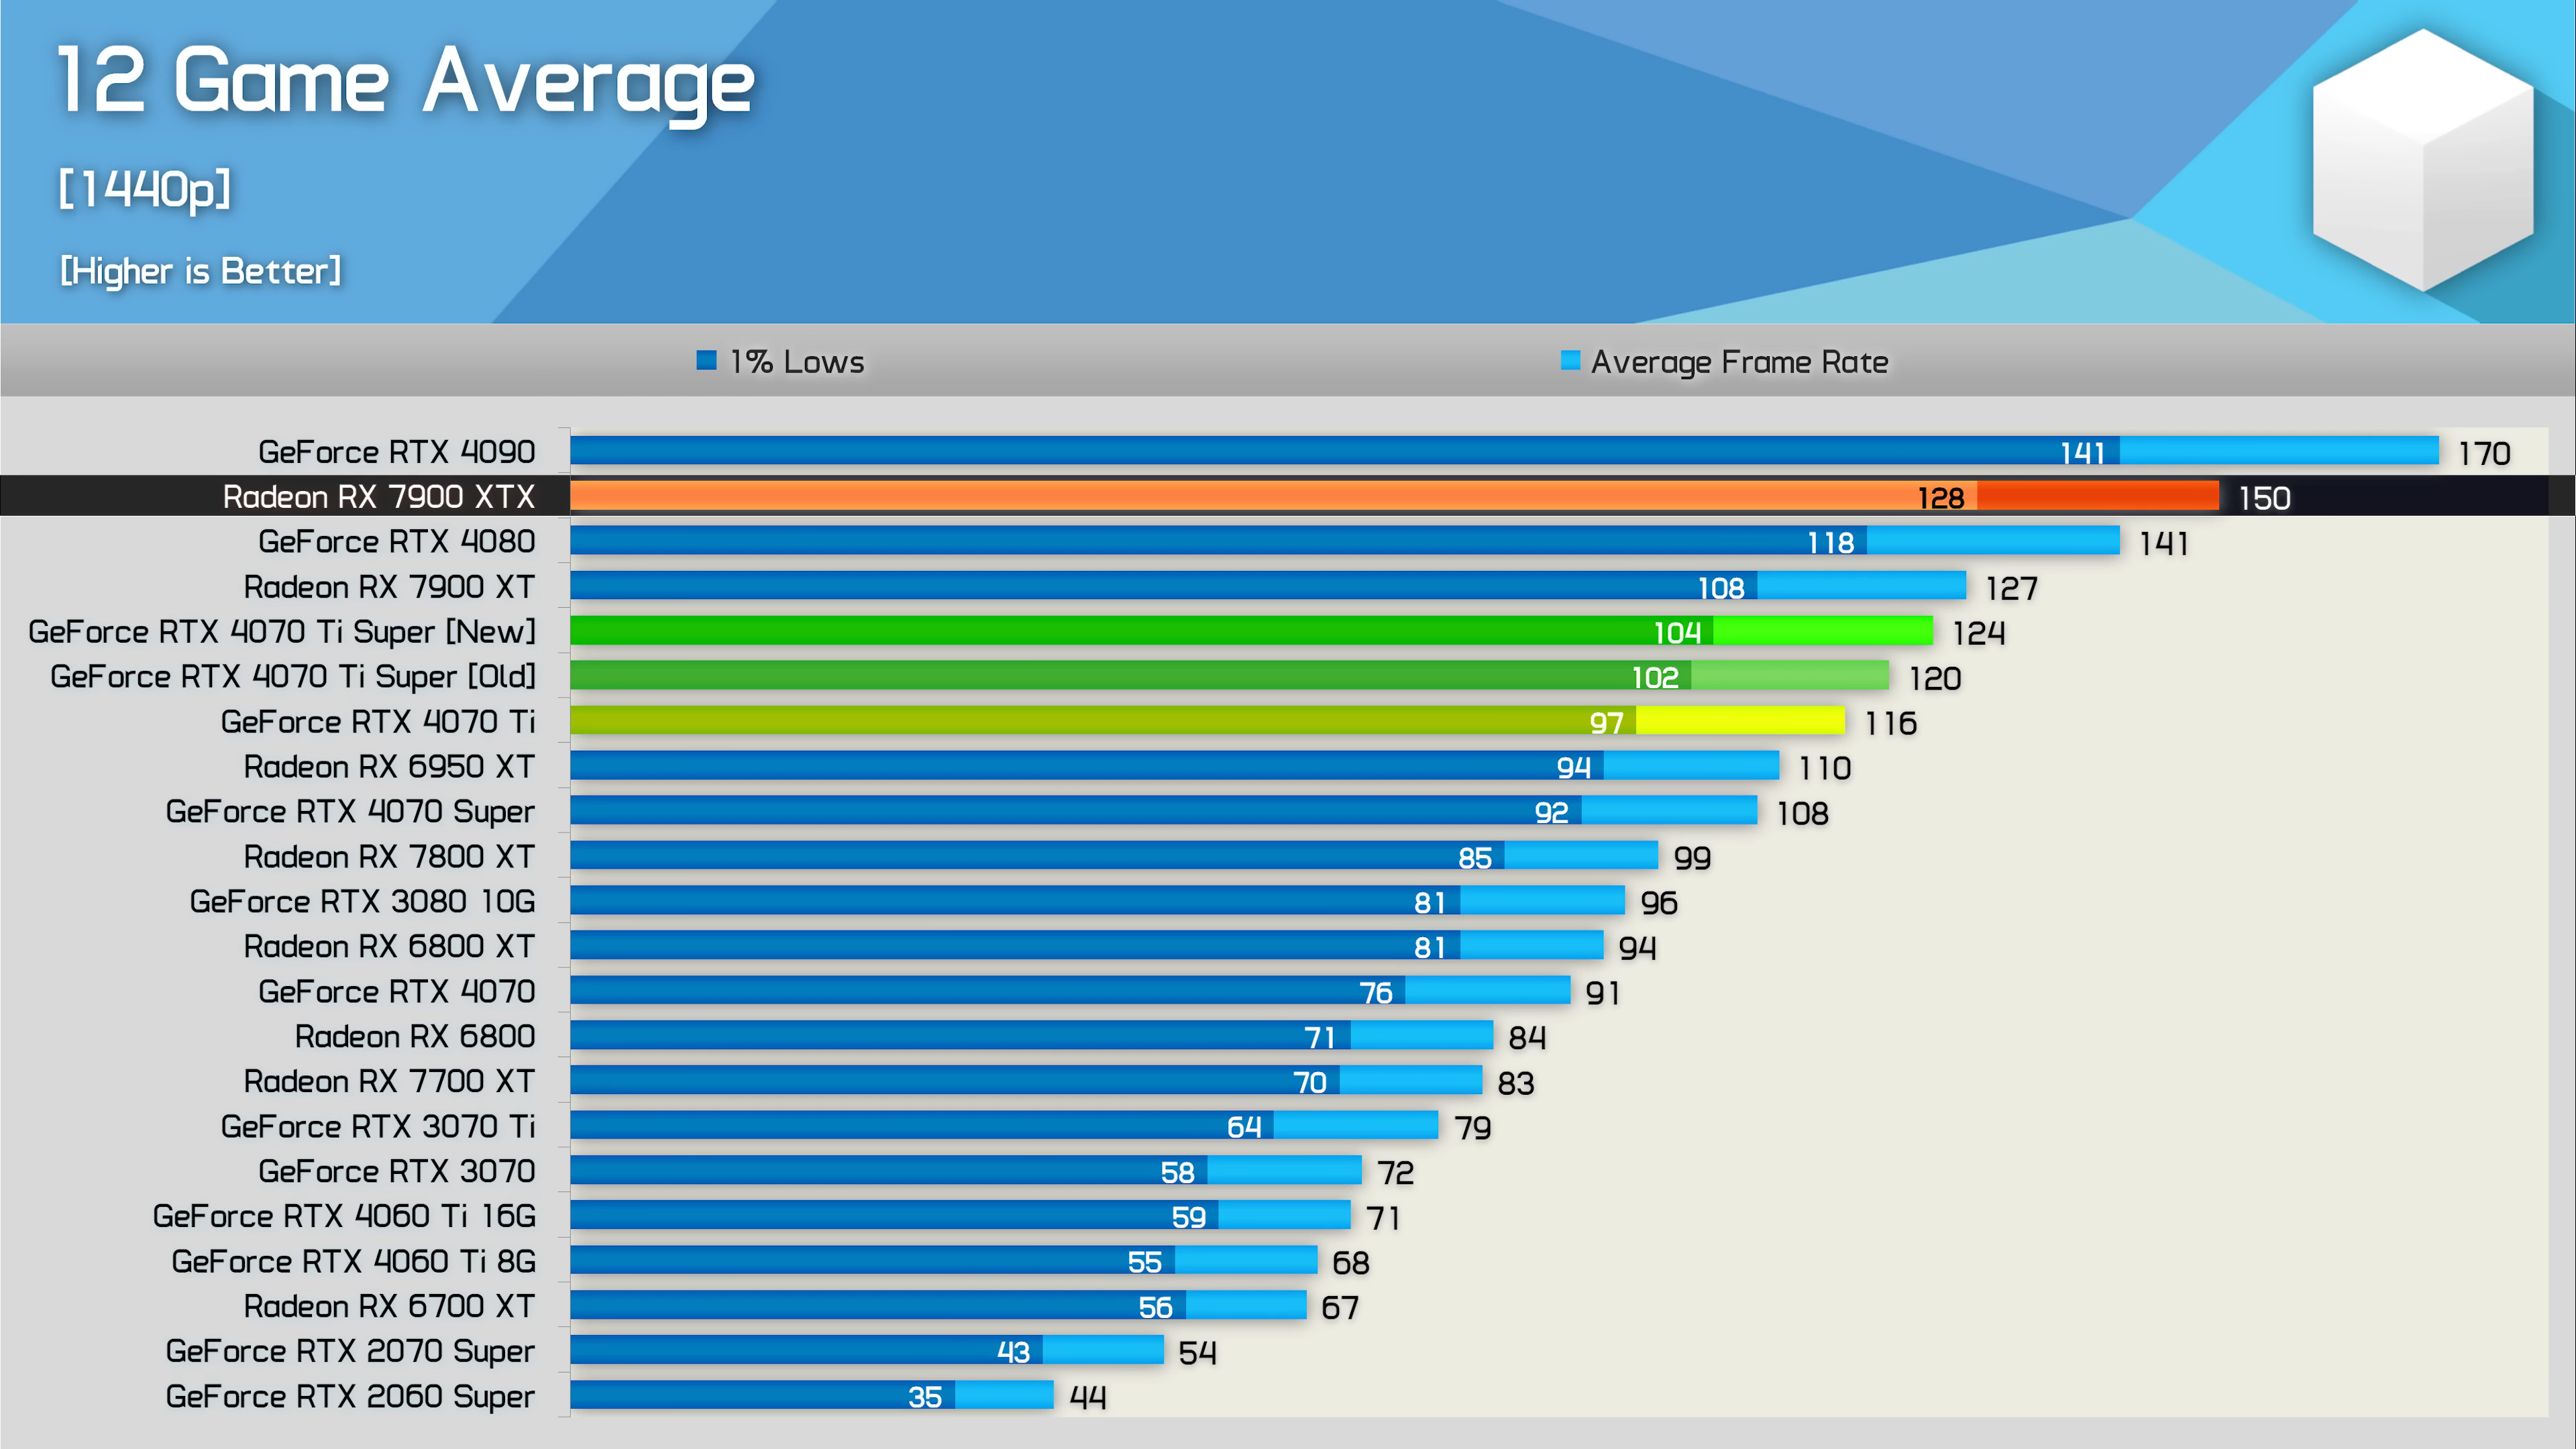 12 Game Average
[1440p]
[Higher is Better]
1% Lows Average Frame Rate
GeForce RTX 4090 141 170
Radeon RX 7900 XTX 128 150
GeForce RTX 4080 118 141
Radeon RX 7900 XT 108 127
GeForce RTX 4070 Ti Super [New] 104 124
GeForce RTX 4070 Ti Super [Old] 102 120
GeForce RTX 4070 Ti 97 116
Radeon RX 6950 XT 94 110
GeForce RTX 4070 Super 92 108
Radeon RX 7800 XT 85 99
GeForce RTX 3080 10G 81 96
Radeon RX 6800 XT 81 94
GeForce RTX 4070 76 91
Radeon RX 6800 71 84
Radeon RX 7700 XT 70 83
GeForce RTX 3070 Ti 64 79
GeForce RTX 3070 58 72
GeForce RTX 4060 Ti 16G 59 71
GeForce RTX 4060 Ti 8G 55 68
Radeon RX 6700 XT 56 67
GeForce RTX 2070 Super 43 54
GeForce RTX 2060 Super 35 44